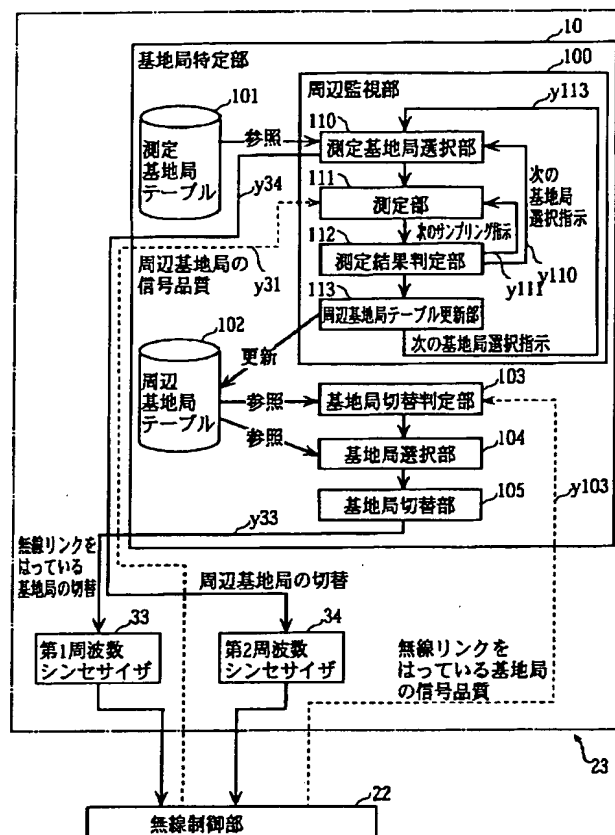 10
基地局特定部
100
周辺監視部
y113
101
測定
基地局
テーブル
参照
110
測定基地局選択部
y34
111
測定部
次の
基地局
選択指示
次のサンプリング指示
112
測定結果判定部
y111
y110
周辺基地局の
信号品質
y31
113
周辺基地局テーブル更新部
次の基地局選択指示
102
周辺
基地局
テーブル
更新
参照
103
基地局切替判定部
参照
104
基地局選択部
y103
105
基地局切替部
y33
無線リンクを
はっている
基地局の切替
周辺基地局の切替
33
第1周波数
シンセサイザ
34
第2周波数
シンセサイザ
無線リンクを
はっている基地局
の信号品質
23
22
無線制御部